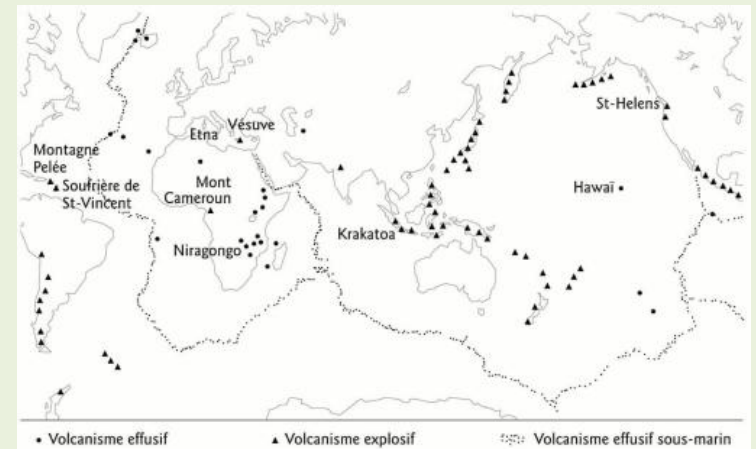 St-Helens
Vésuve
Etna
Montagne
Pelée
Soufrière de
St-Vincent
Mont
Cameroun
Hawaï
Krakatoa
Niragongo
Volcanisme effusif
Volcanisme explosif
Volcanisme effusif sous-marin